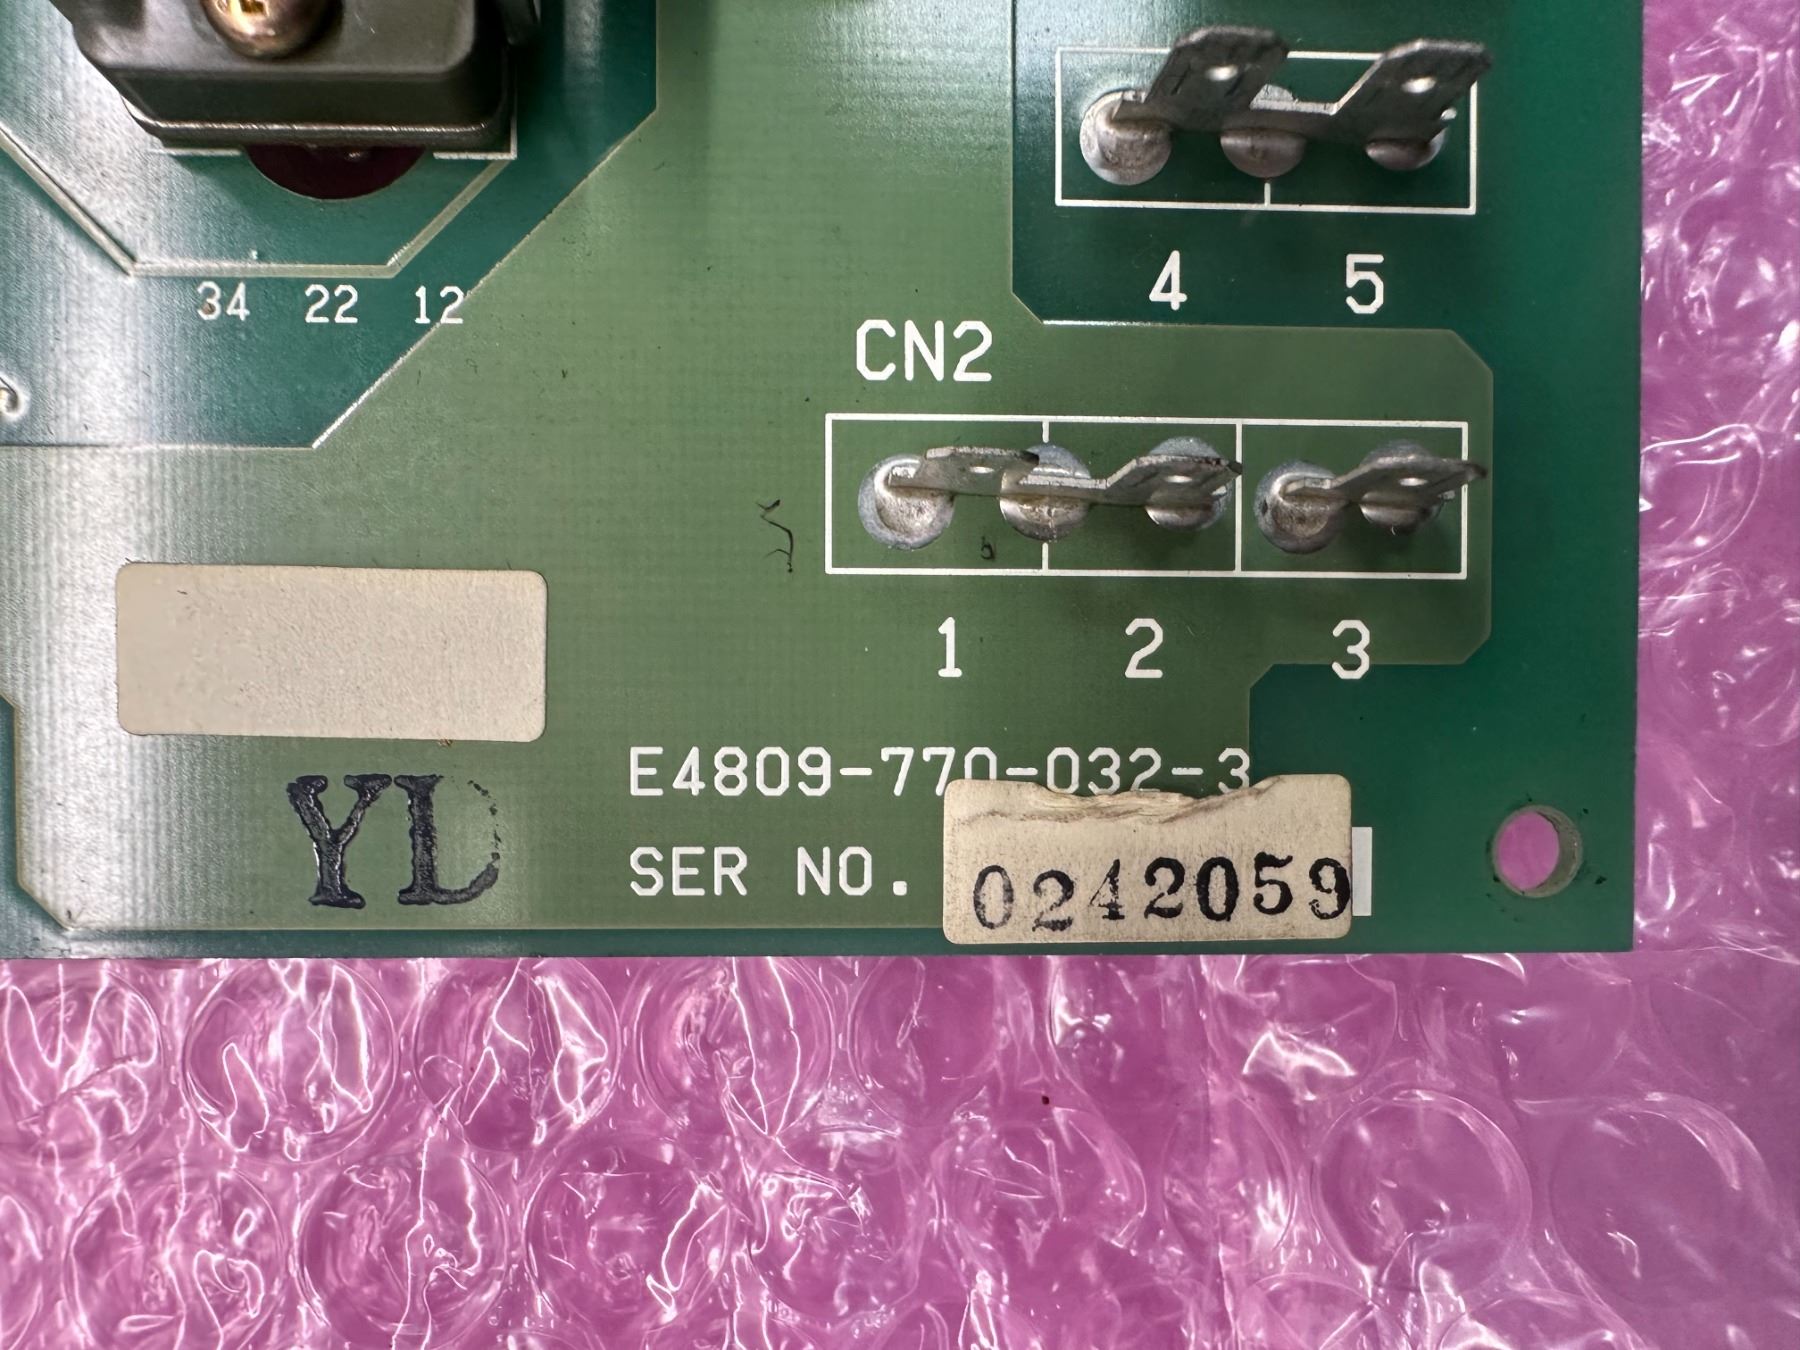 4 5
34 22 12
CN2
1 2 3
E4809-770-032-3
YL
SER NO. 0242059